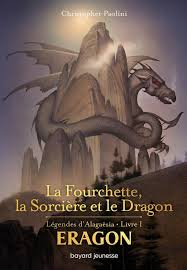 Christopher Paolini
La Fourchette,
la Sorcière et le Dragon
Légendes d'Alagaësia • Livre I
ERAGON
bayard jeunesse